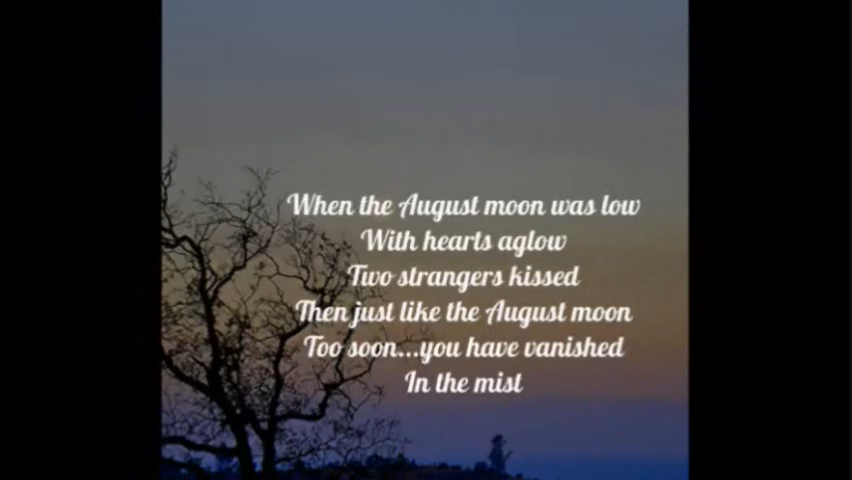 When the August moon was low
With hearts aglow
Two strangers kissed
Then just like the August moon
Too soon...you have vanished
In the mist